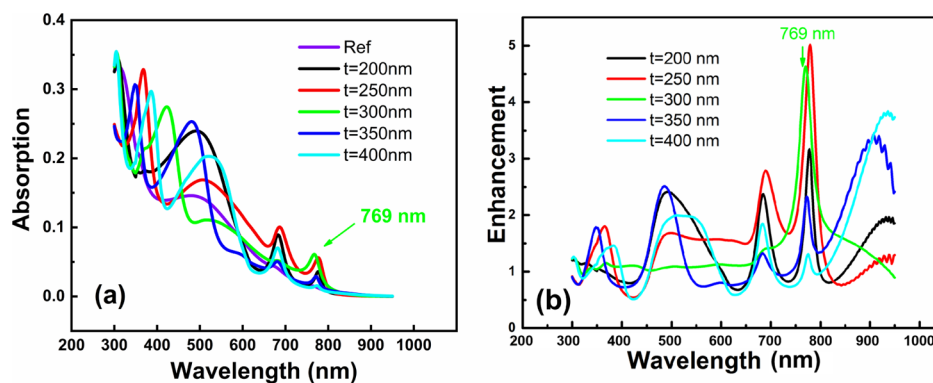 0.4
0.3
0.2
0.1
0.0
Absorption
Ref
t=200nm
t=250nm
t=300nm
t=350nm
t=400nm
769 nm
(a)
200 300 400 500 600 700 800 900 1000
Wavelength (nm)
769 nm
5
4
3
2
1
0
Enhancement
t=200 nm
t=250 nm
t=300 nm
t=350 nm
t=400 nm
(b)
200 300 400 500 600 700 800 900 1000
Wavelength (nm)